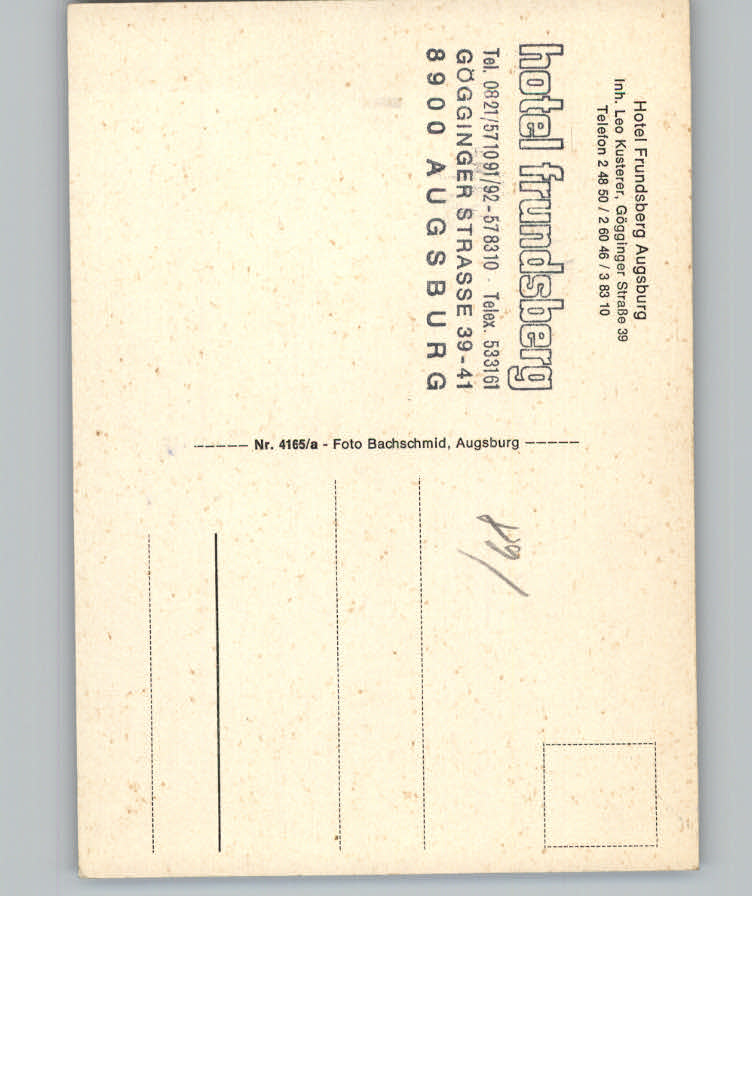 Hotel Frundsberg Augsburg
Inh. Leo Kusterer, Gögginger Straße 39
Telefon 2 48 50 / 2 60 46 / 3 83 10
hotel frundsberg
Tel. 0821/571091/92-578310 · Telex. 533161
GÖGGINGER STRASSE 39-41
8900 AUGSBURG
Nr. 4165/a - Foto Bachschmid, Augsburg